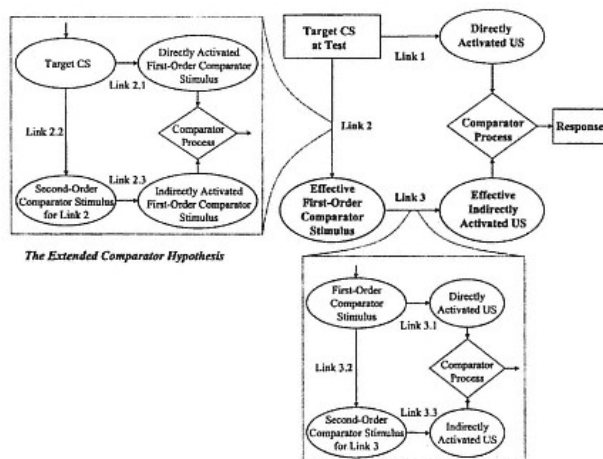 Target CS
Directly Activated
First-Order Comparator
Stimulus
Link 2.1
Link 2.2
Comparator
Process
Link 2.3
Second-Order
Comparator Stimulus
for Link 2
Indirectly Activated
First-Order Comparator
Stimulus
The Extended Comparator Hypothesis
Target CS
at Test
Link 1
Directly
Activated US
Link 2
Comparator
Process
Response
Effective
First-Order
Comparator
Stimulus
Link 3
Effective
Indirectly
Activated US
First-Order
Comparator
Stimulus
Link 3.1
Directly
Activated US
Link 3.2
Comparator
Process
Second-Order
Comparator Stimulus
for Link 3
Link 3.3
Indirectly
Activated US